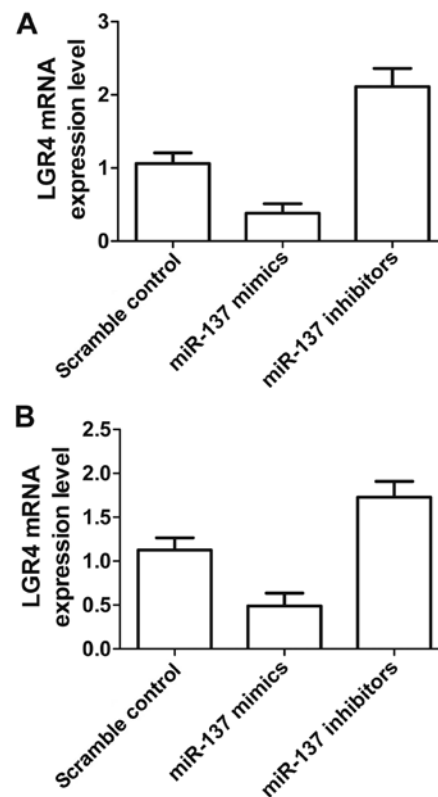 A
LGR4 mRNA
expression level
3
2
1
0
Scramble control
miR-137 mimics
miR-137 inhibitors
B
LGR4 mRNA
expression level
2.5
2.0
1.5
1.0
0.5
0.0
Scramble control
miR-137 mimics
miR-137 inhibitors